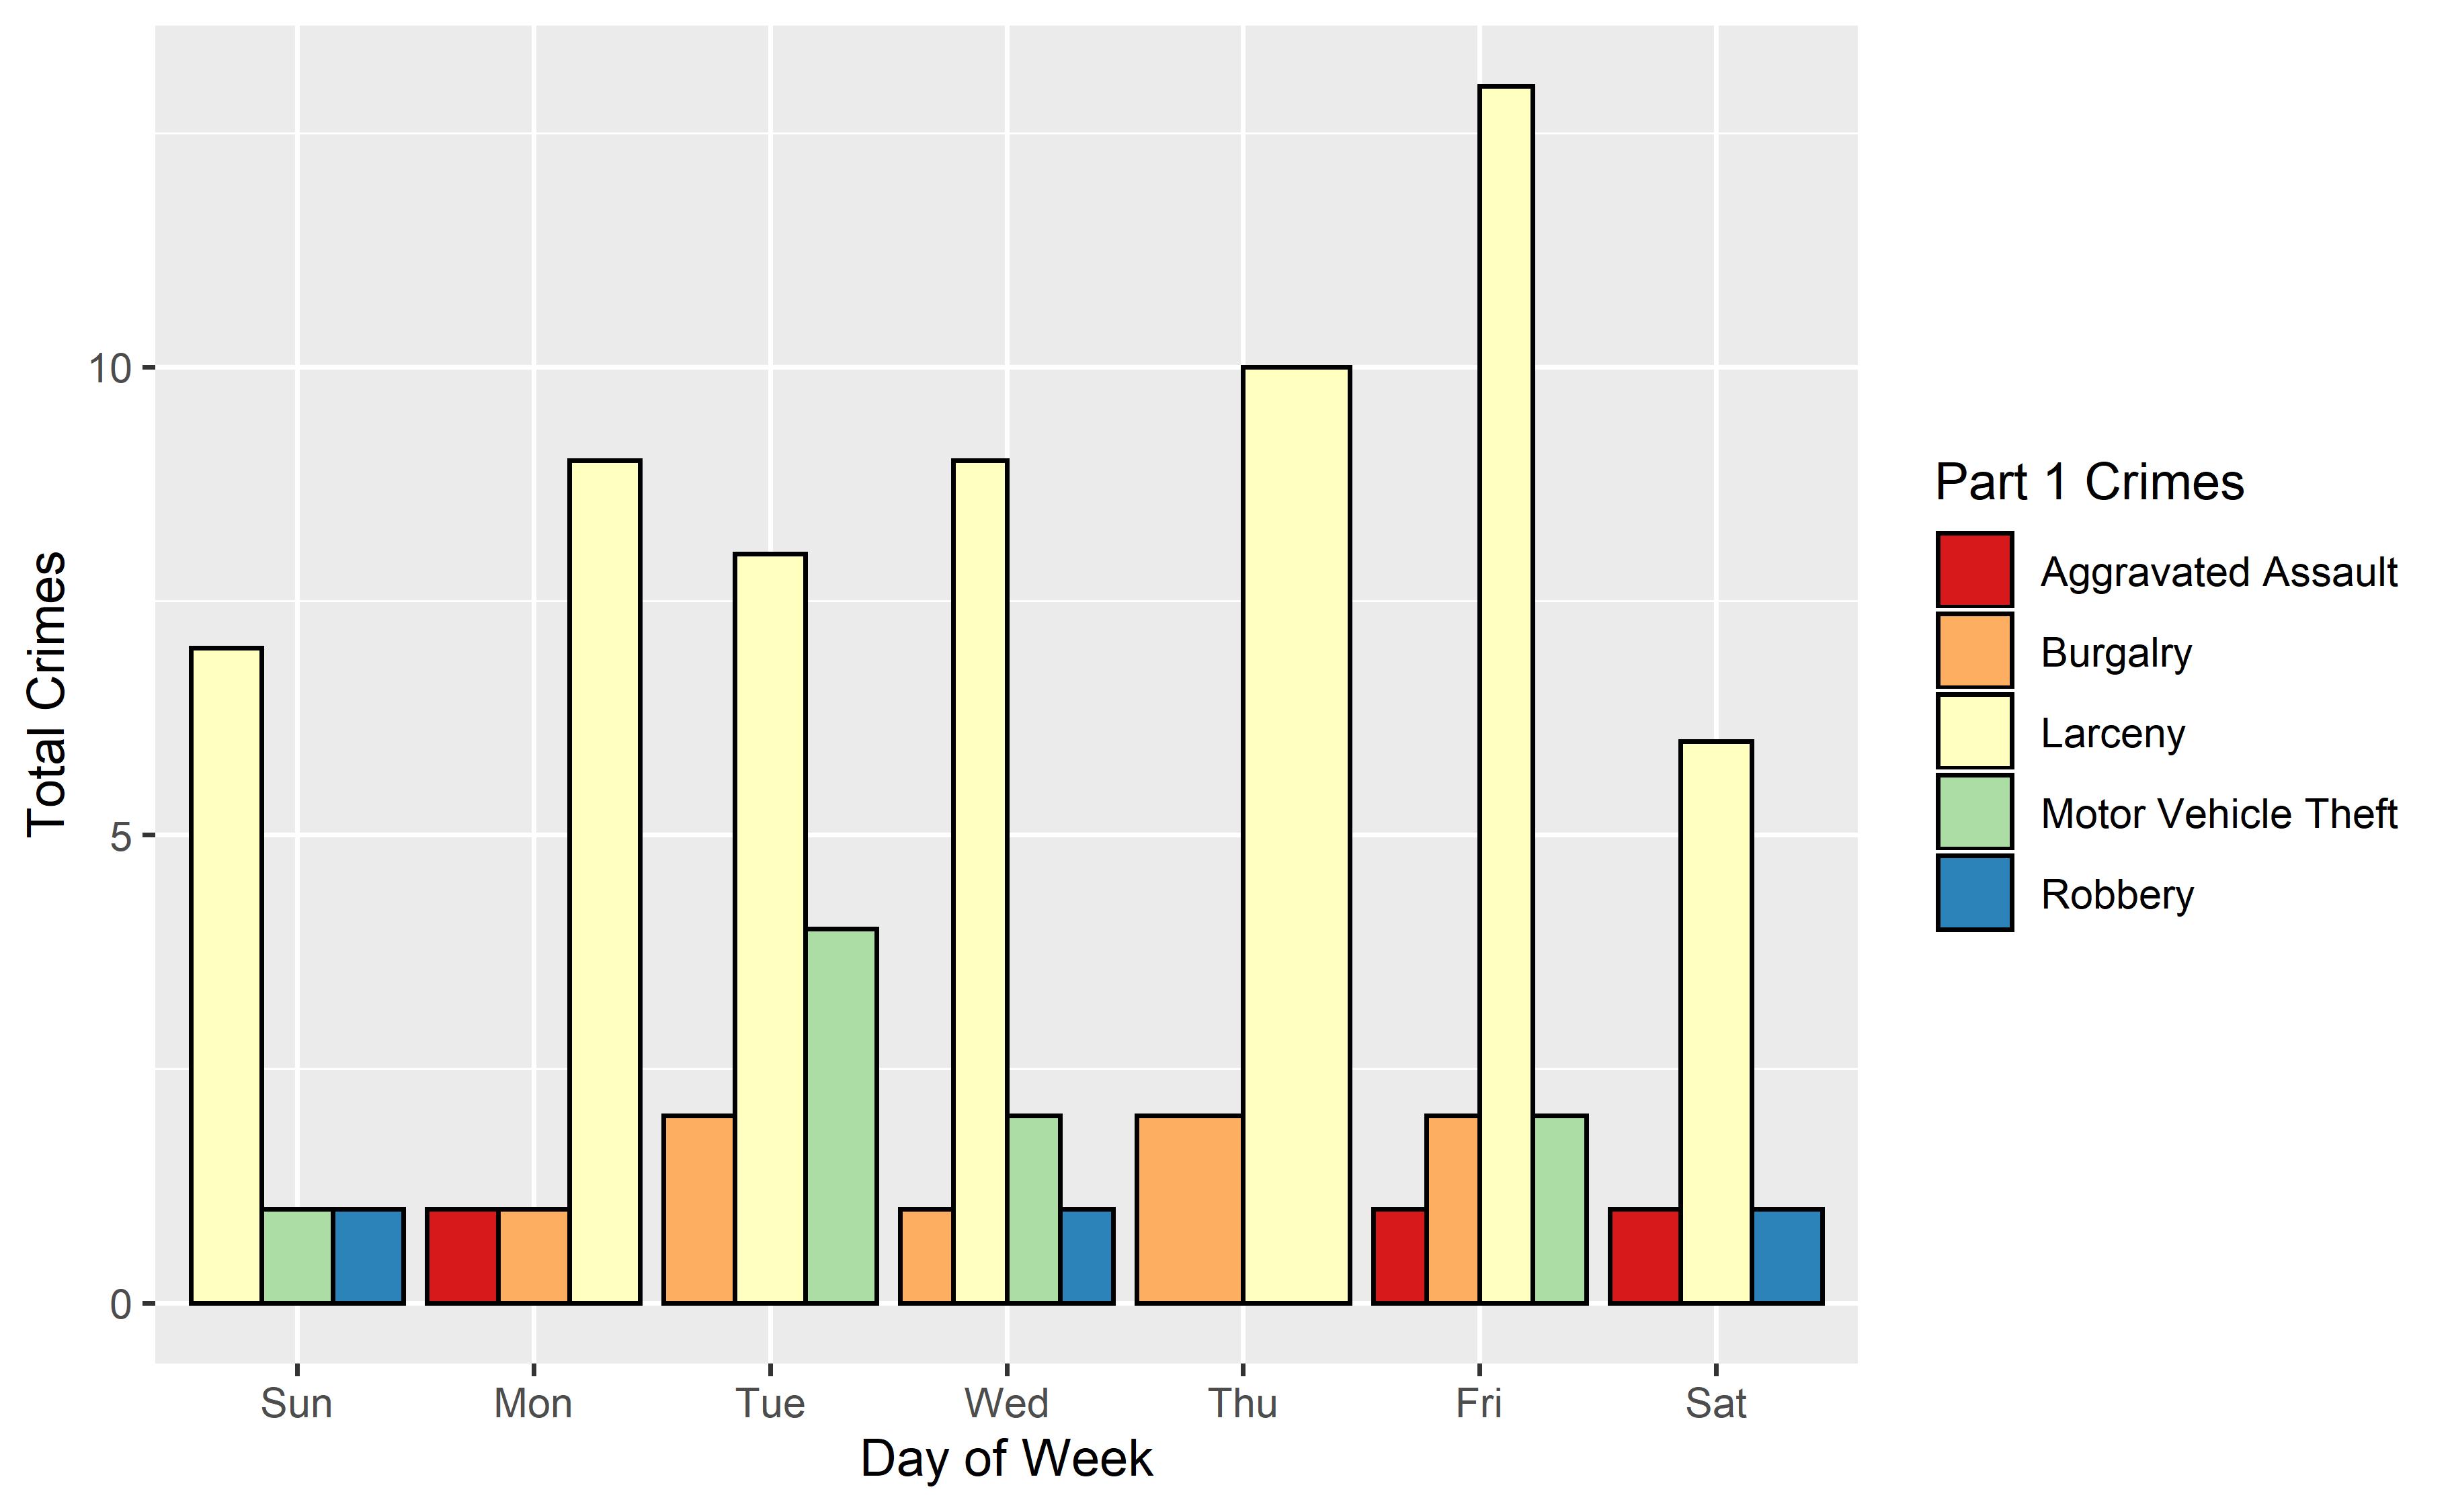 10
5
0
Total Crimes
Sun Mon Tue Wed Thu Fri Sat
Day of Week
Part 1 Crimes
Aggravated Assault
Burgalry
Larceny
Motor Vehicle Theft
Robbery